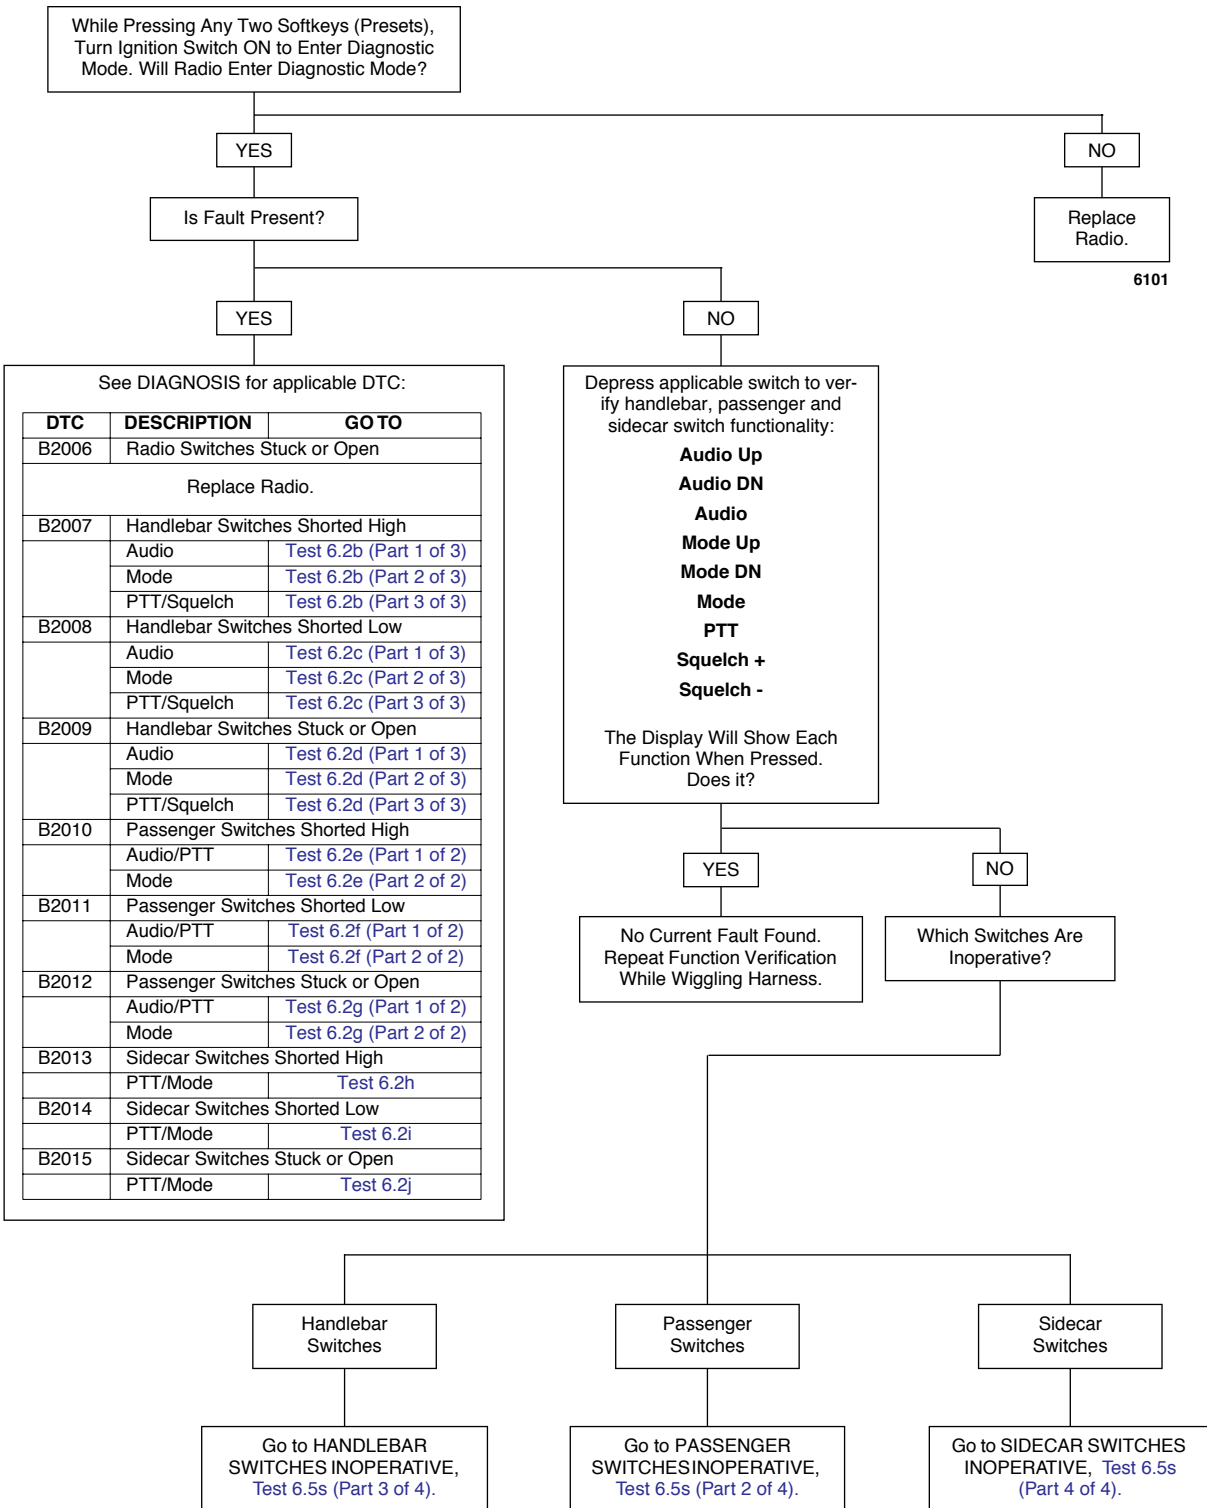 While Pressing Any Two Softkeys (Presets),
Turn Ignition Switch ON to Enter Diagnostic
Mode. Will Radio Enter Diagnostic Mode?
YES
NO
Is Fault Present?
Replace
Radio.
6101
YES
NO
See DIAGNOSIS for applicable DTC:
DTC DESCRIPTION GO TO
B2006 Radio Switches Stuck or Open
Replace Radio.
B2007 Handlebar Switches Shorted High
Audio Test 6.2b (Part 1 of 3)
Mode Test 6.2b (Part 2 of 3)
PTT/Squelch Test 6.2b (Part 3 of 3)
B2008 Handlebar Switches Shorted Low
Audio Test 6.2c (Part 1 of 3)
Mode Test 6.2c (Part 2 of 3)
PTT/Squelch Test 6.2c (Part 3 of 3)
B2009 Handlebar Switches Stuck or Open
Audio Test 6.2d (Part 1 of 3)
Mode Test 6.2d (Part 2 of 3)
PTT/Squelch Test 6.2d (Part 3 of 3)
B2010 Passenger Switches Shorted High
Audio/PTT Test 6.2e (Part 1 of 2)
Mode Test 6.2e (Part 2 of 2)
B2011 Passenger Switches Shorted Low
Audio/PTT Test 6.2f (Part 1 of 2)
Mode Test 6.2f (Part 2 of 2)
B2012 Passenger Switches Stuck or Open
Audio/PTT Test 6.2g (Part 1 of 2)
Mode Test 6.2g (Part 2 of 2)
B2013 Sidecar Switches Shorted High
PTT/Mode Test 6.2h
B2014 Sidecar Switches Shorted Low
PTT/Mode Test 6.2i
B2015 Sidecar Switches Stuck or Open
PTT/Mode Test 6.2j
Depress applicable switch to ver-
ify handlebar, passenger and
sidecar switch functionality:
Audio Up
Audio DN
Audio
Mode Up
Mode DN
Mode
PTT
Squelch +
Squelch -
The Display Will Show Each
Function When Pressed.
Does it?
YES
NO
No Current Fault Found.
Repeat Function Verification
While Wiggling Harness.
Which Switches Are
Inoperative?
Handlebar
Switches
Passenger
Switches
Sidecar
Switches
Go to HANDLEBAR
SWITCHES INOPERATIVE,
Test 6.5s (Part 3 of 4).
Go to PASSENGER
SWITCHES INOPERATIVE,
Test 6.5s (Part 2 of 4).
Go to SIDECAR SWITCHES
INOPERATIVE, Test 6.5s
(Part 4 of 4).